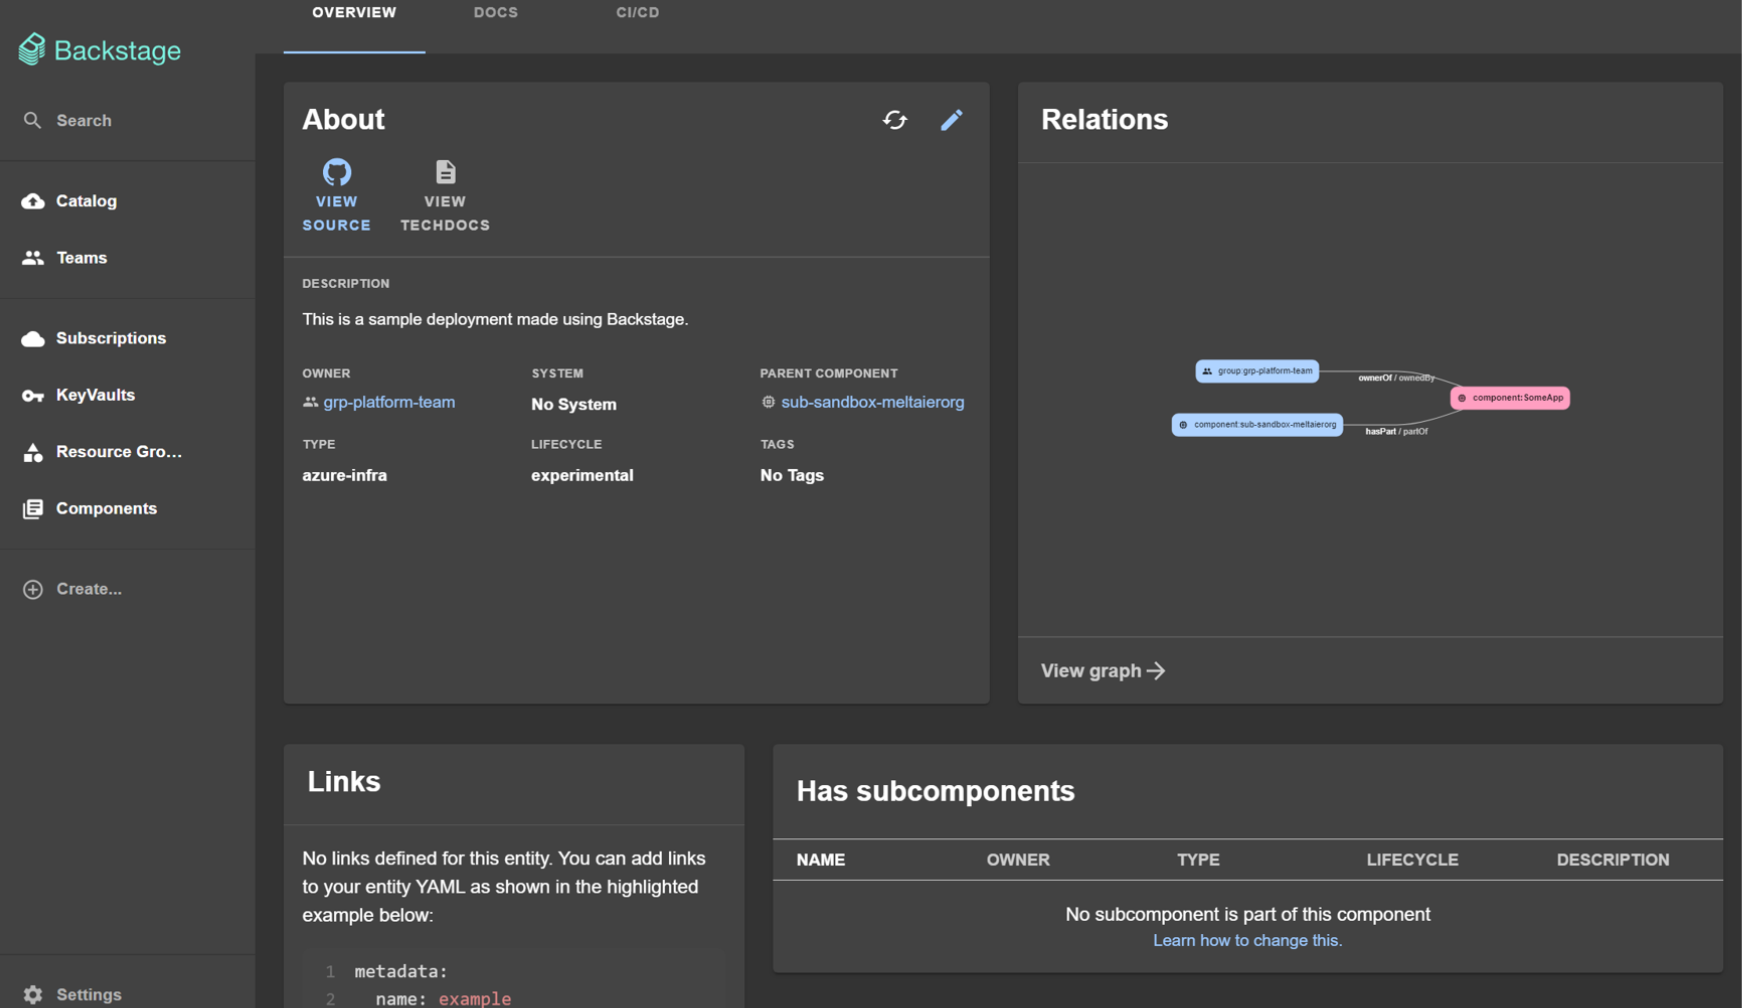 OVERVIEW DOCS CI/CD
Backstage
Search
Catalog
Teams
Subscriptions
KeyVaults
Resource Gro...
Components
Create...
Settings
About
VIEW SOURCE
VIEW TECHDOCS
DESCRIPTION
This is a sample deployment made using Backstage.
OWNER SYSTEM PARENT COMPONENT
grp-platform-team No System sub-sandbox-meltaierorg
TYPE LIFECYCLE TAGS
azure-infra experimental No Tags
Relations
group:grp-platform-team
ownerOf / ownedBy
component:SomeApp
component:sub-sandbox-meltaierorg
hasPart / partOf
View graph
Links
No links defined for this entity. You can add links
to your entity YAML as shown in the highlighted
example below:
1 metadata:
2 name: example
Has subcomponents
NAME OWNER TYPE LIFECYCLE DESCRIPTION
No subcomponent is part of this component
Learn how to change this.